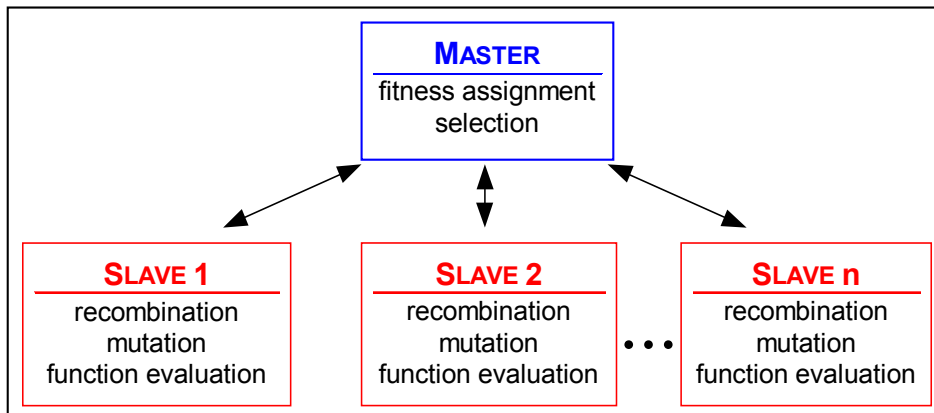 MASTER
fitness assignment
selection
SLAVE 1
recombination
mutation
function evaluation
SLAVE 2
recombination
mutation
function evaluation
• • •
SLAVE n
recombination
mutation
function evaluation